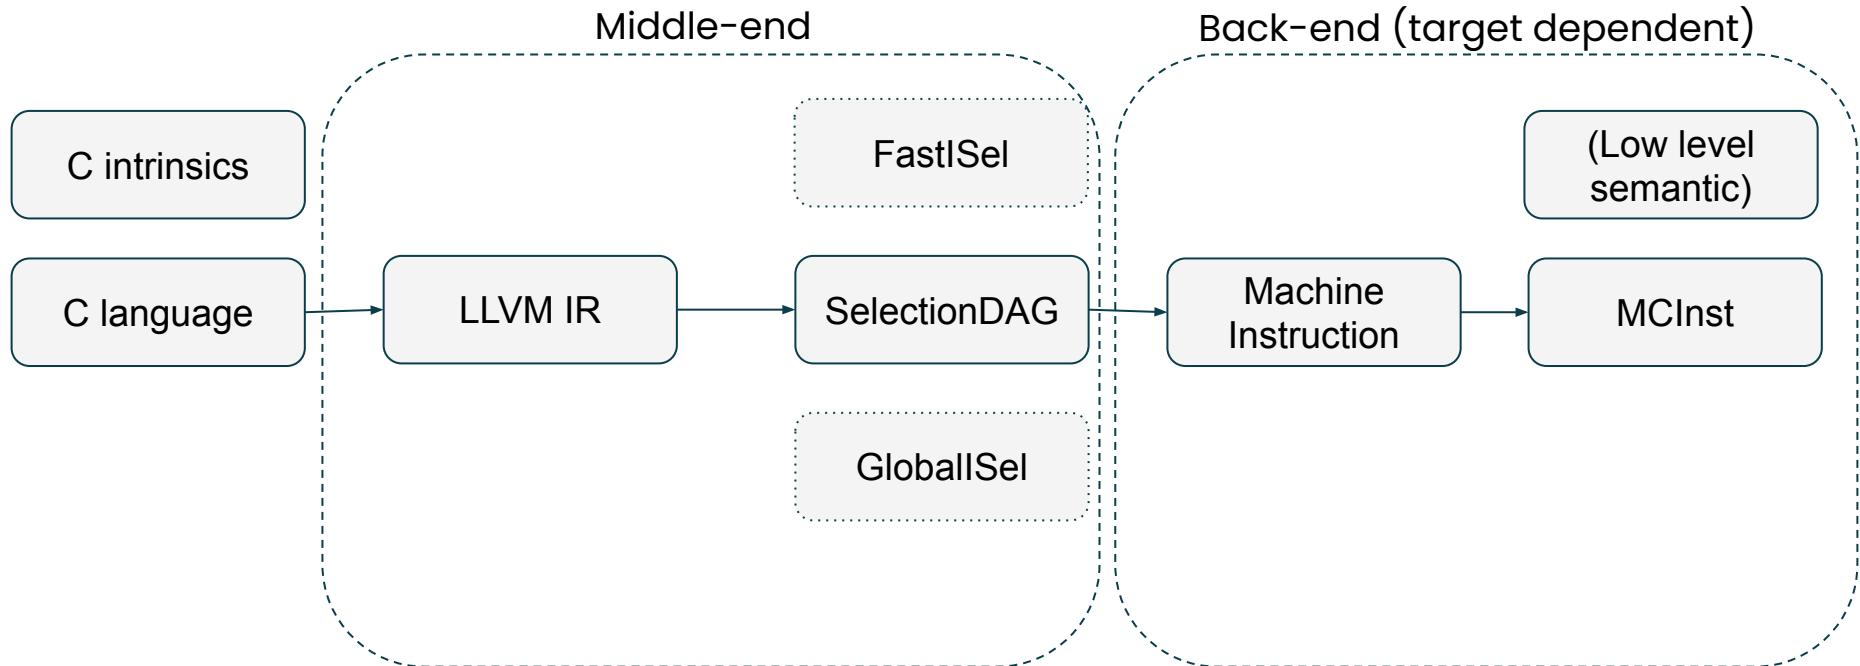 Middle-end
Back-end (target dependent)
C intrinsics
FastISel
(Low level
semantic)
C language
LLVM IR
SelectionDAG
Machine
Instruction
MCInst
GlobalISel